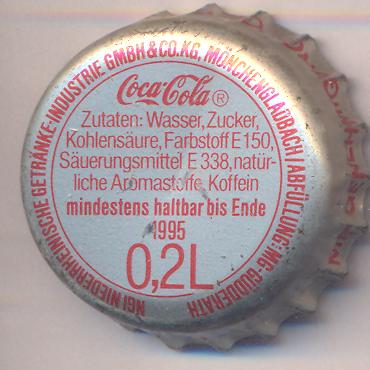 NGI NIEDERRHEINISCHE GETRÄNKE-INDUSTRIE GMBH & CO. KG, MÖNCHENGLADBACH / ABFÜLLUNG: MG-GÜDDERATH
Coca-Cola ®
Zutaten: Wasser, Zucker,
Kohlensäure, Farbstoff E 150,
Säuerungsmittel E 338, natür-
liche Aromastoffe, Koffein
mindestens haltbar bis Ende
1995
0,2L